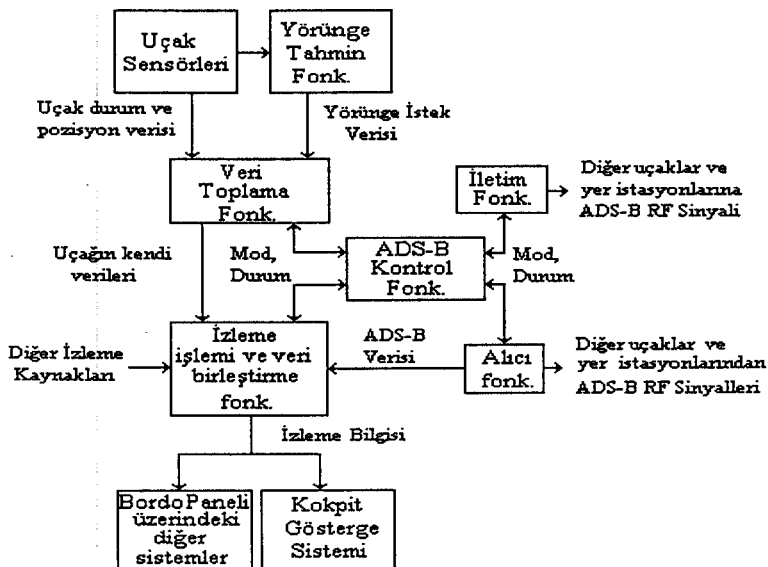 Uçak
Sensörleri
Yörünge
Tahmin
Fonk.
Uçak durum ve
pozisyon verisi
Yörünge İstek
Verisi
Veri
Toplama
Fonk.
İletim
Fonk.
Diğer uçaklar ve
yer istasyonlarına
ADS-B RF Sinyali
Uçağın kendi
verileri
Mod,
Durum
ADS-B
Kontrol
Fonk.
Mod,
Durum
Diğer İzleme
Kaynakları
İzleme
işlemi ve veri
birleştirme
fonk.
ADS-B
Verisi
Alıcı
fonk.
Diğer uçaklar ve
yer istasyonlarından
ADS-B RF Sinyalleri
İzleme Bilgisi
Bordo Paneli
üzerindeki
diğer
sistemler
Kokpit
Gösterge
Sistemi